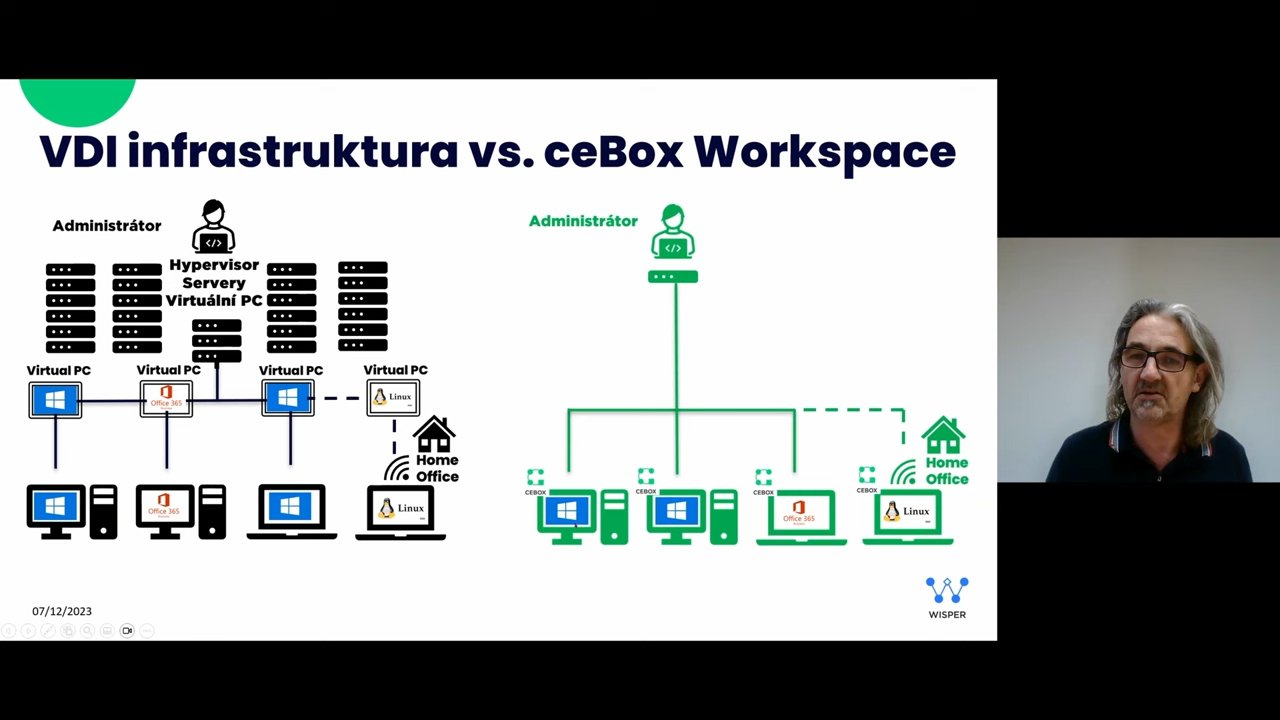 VDI infrastruktura vs. ceBox Workspace
Administrátor
</>
Hypervisor
Servery
Virtuální PC
Virtual PC
Virtual PC
Virtual PC
Virtual PC
Office 365
Linux
Home
Office
Office 365
Linux
Administrátor
</>
Home
Office
CEBOX
CEBOX
CEBOX
CEBOX
Office 365
Linux
07/12/2023
WISPER